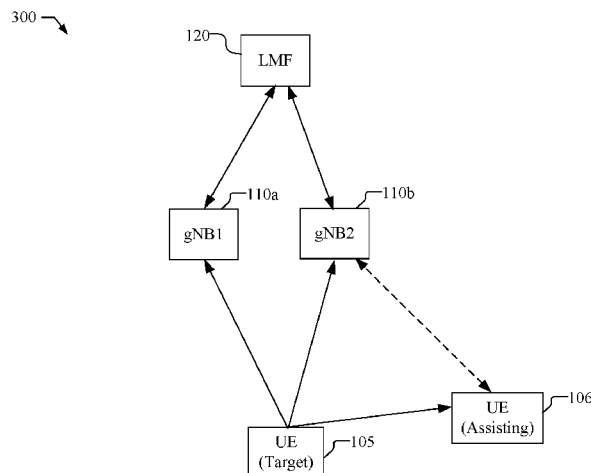 300
120
LMF
110a
110b
gNB1
gNB2
UE
(Assisting)
106
UE
(Target)
105